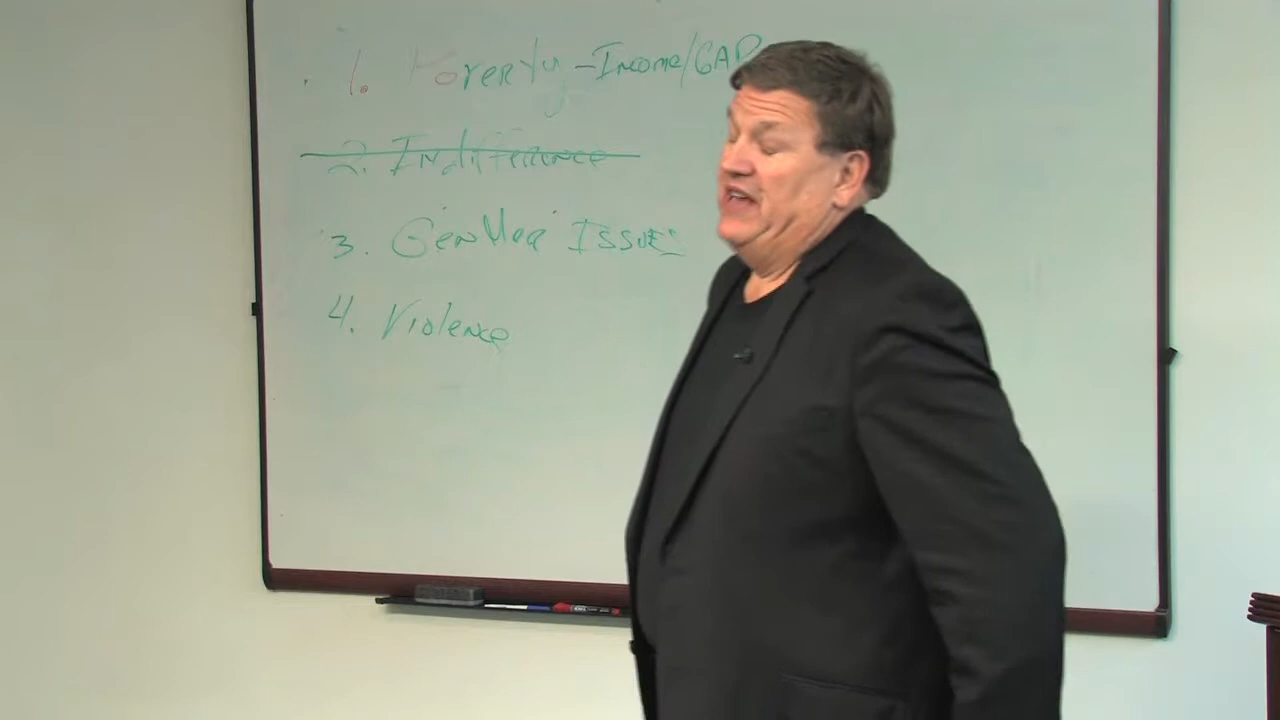 1. Poverty - Income/GAP
2. Indifference
3. Gender Issues
4. Violence